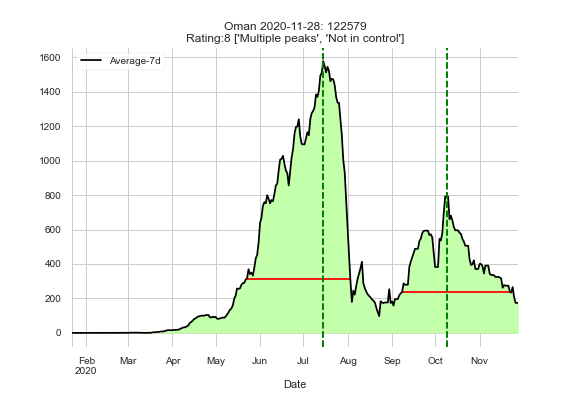 Oman 2020-11-28: 122579
Rating:8 ['Multiple peaks', 'Not in control']
1600
Average-7d
1400
1200
1000
800
600
400
200
0
Feb Mar Apr May Jun Jul Aug Sep Oct Nov
2020
Date